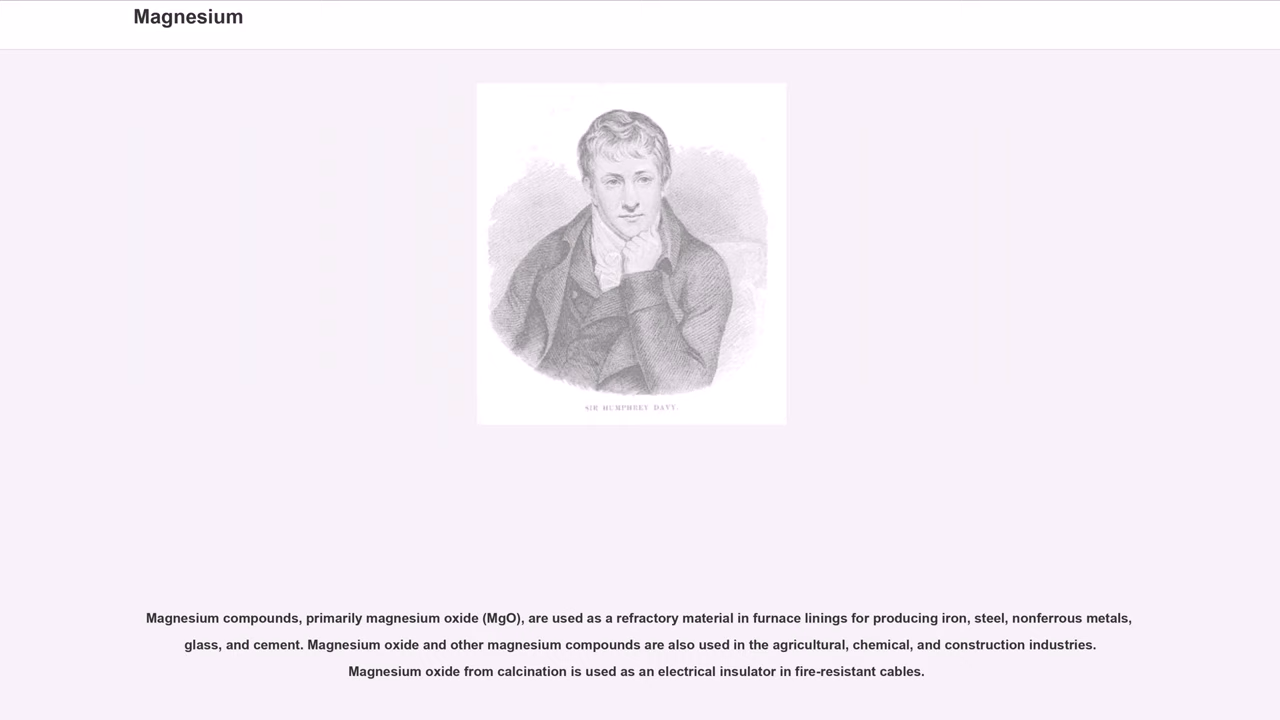 Magnesium
SIR HUMPHREY DAVY.
Magnesium compounds, primarily magnesium oxide (MgO), are used as a refractory material in furnace linings for producing iron, steel, nonferrous metals,
glass, and cement. Magnesium oxide and other magnesium compounds are also used in the agricultural, chemical, and construction industries.
Magnesium oxide from calcination is used as an electrical insulator in fire-resistant cables.